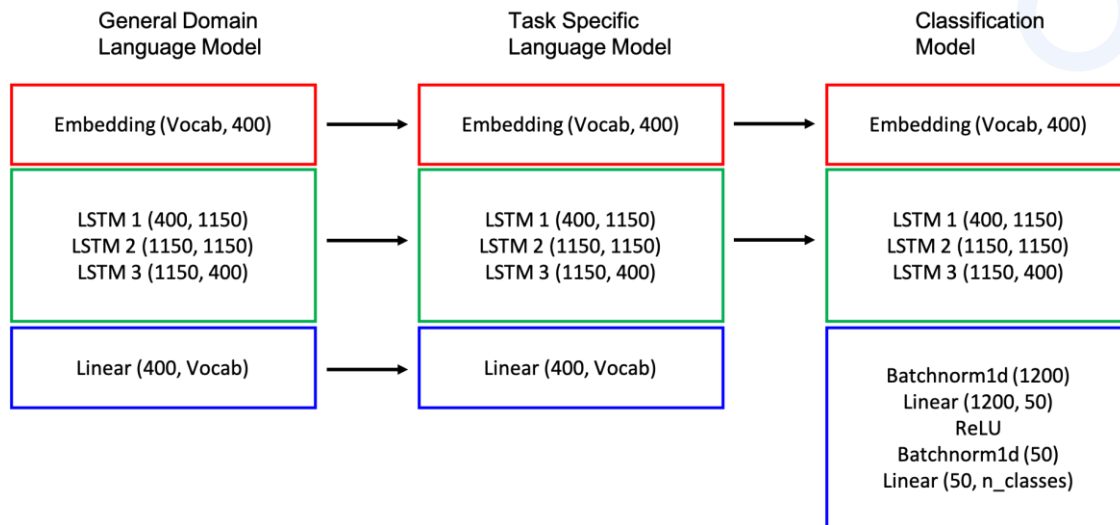 General Domain
Language Model
Task Specific
Language Model
Classification
Model
Embedding (Vocab, 400)
Embedding (Vocab, 400)
Embedding (Vocab, 400)
LSTM 1 (400, 1150)
LSTM 2 (1150, 1150)
LSTM 3 (1150, 400)
LSTM 1 (400, 1150)
LSTM 2 (1150, 1150)
LSTM 3 (1150, 400)
LSTM 1 (400, 1150)
LSTM 2 (1150, 1150)
LSTM 3 (1150, 400)
Linear (400, Vocab)
Linear (400, Vocab)
Batchnorm1d (1200)
Linear (1200, 50)
ReLU
Batchnorm1d (50)
Linear (50, n_classes)